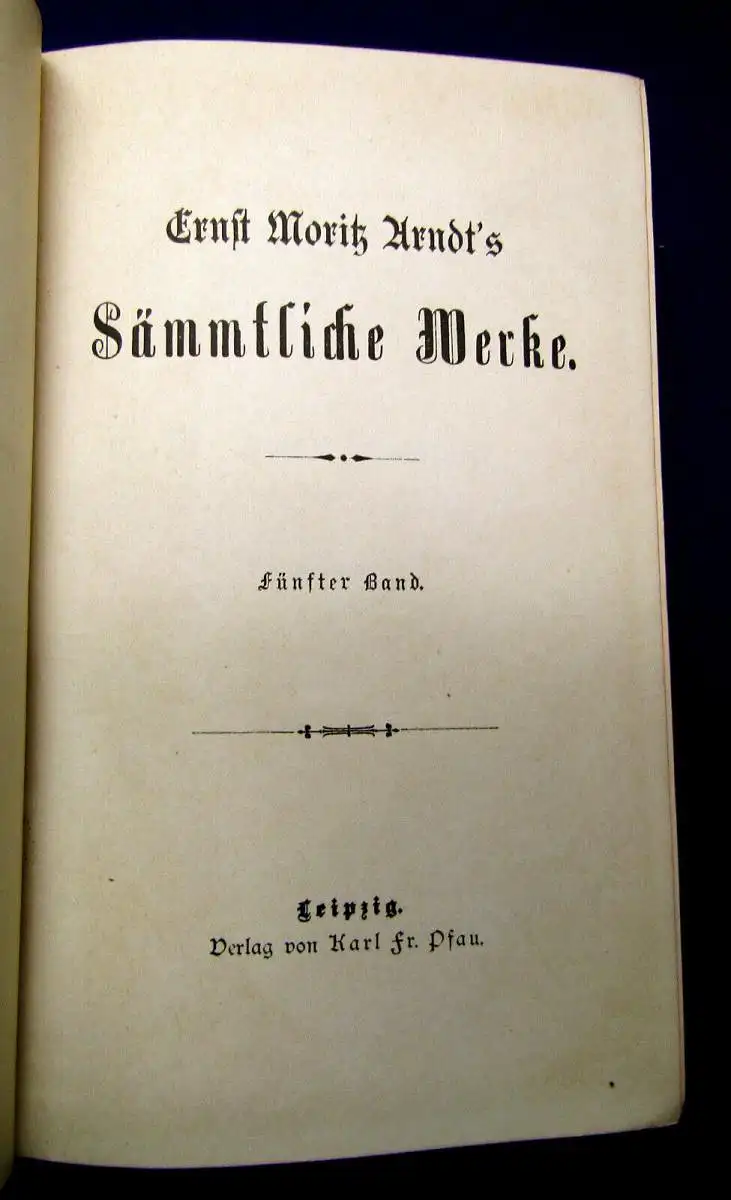 Ernst Moritz Arndt's
Sämmtliche Werke.
Fünfter Band.
Leipzig.
Verlag von Karl Fr. Pfau.